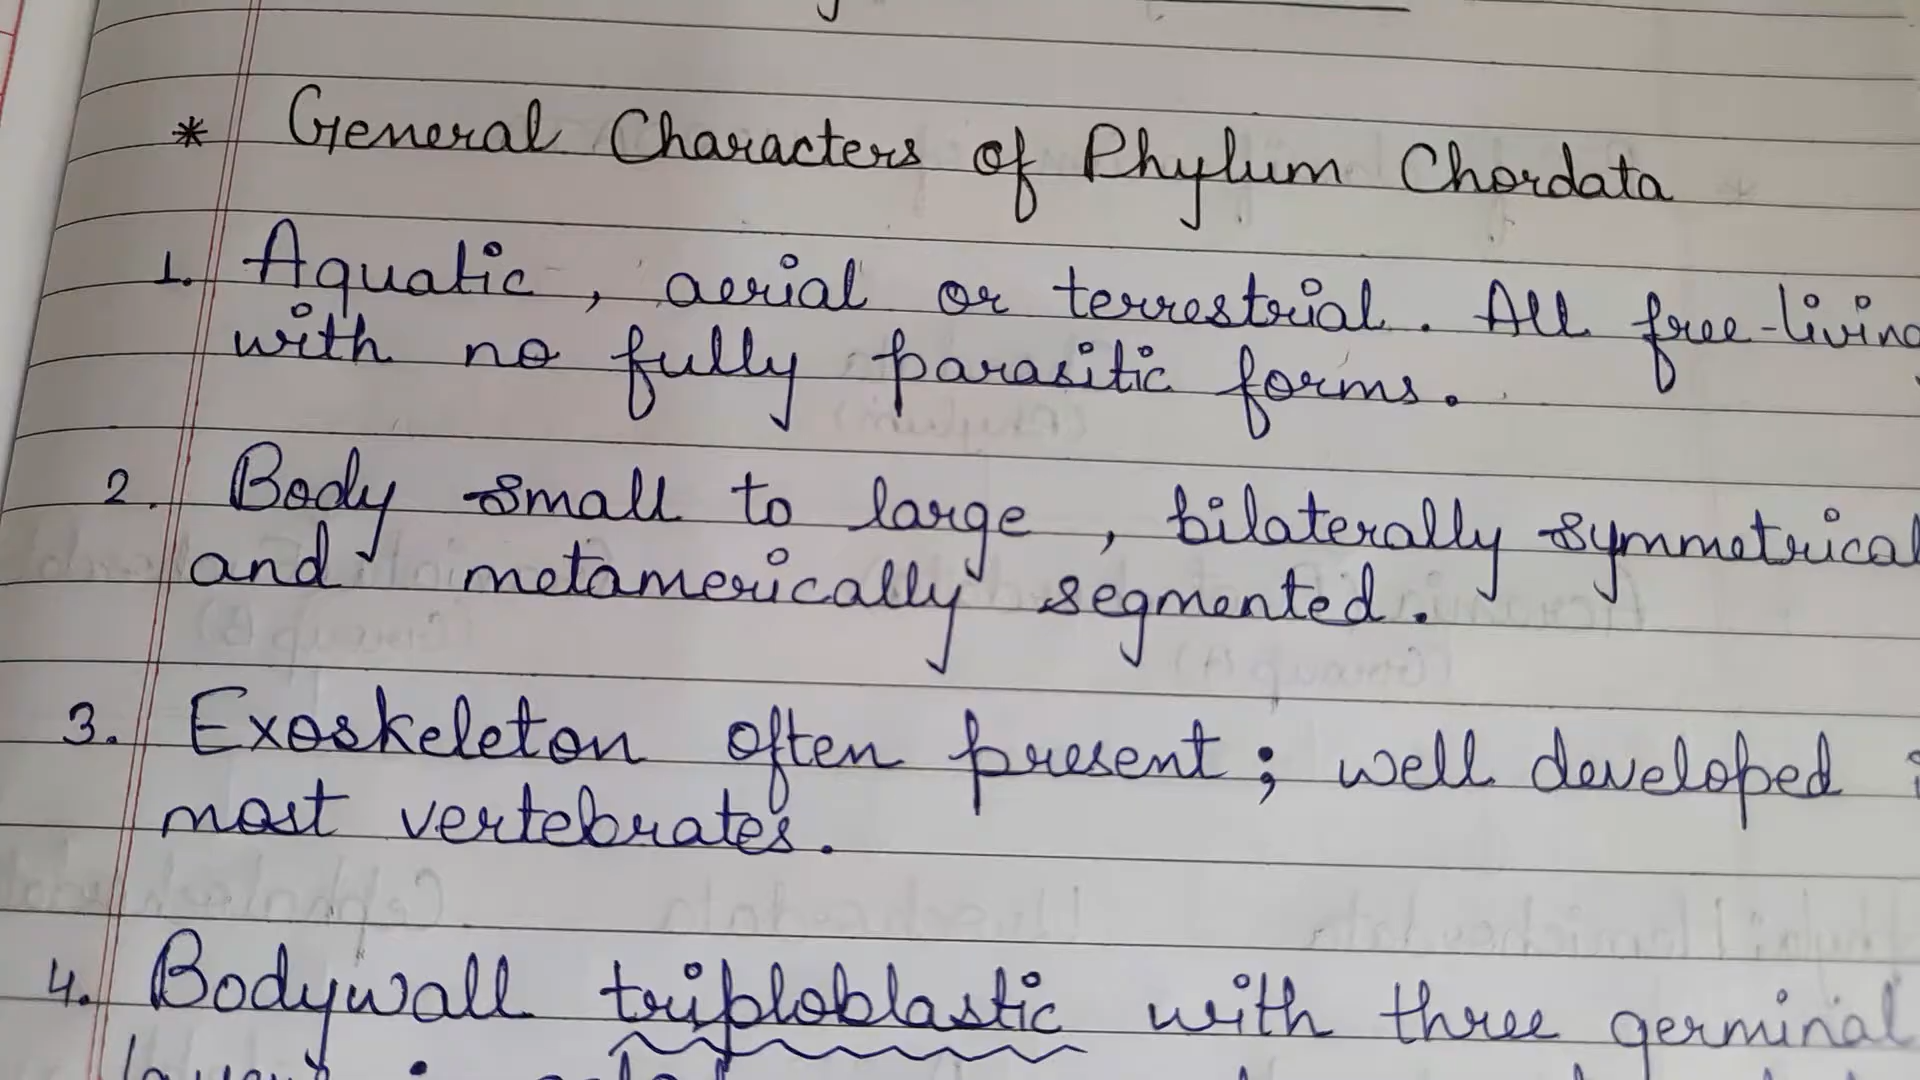 * General Characters of Phylum Chordata
1. Aquatic, aerial or terrestrial. All free-living
with no fully parasitic forms.
2. Body small to large, bilaterally symmetrical
and metamerically segmented.
3. Exoskeleton often present; well developed
most vertebrates.
4. Bodywall triploblastic with three germinal